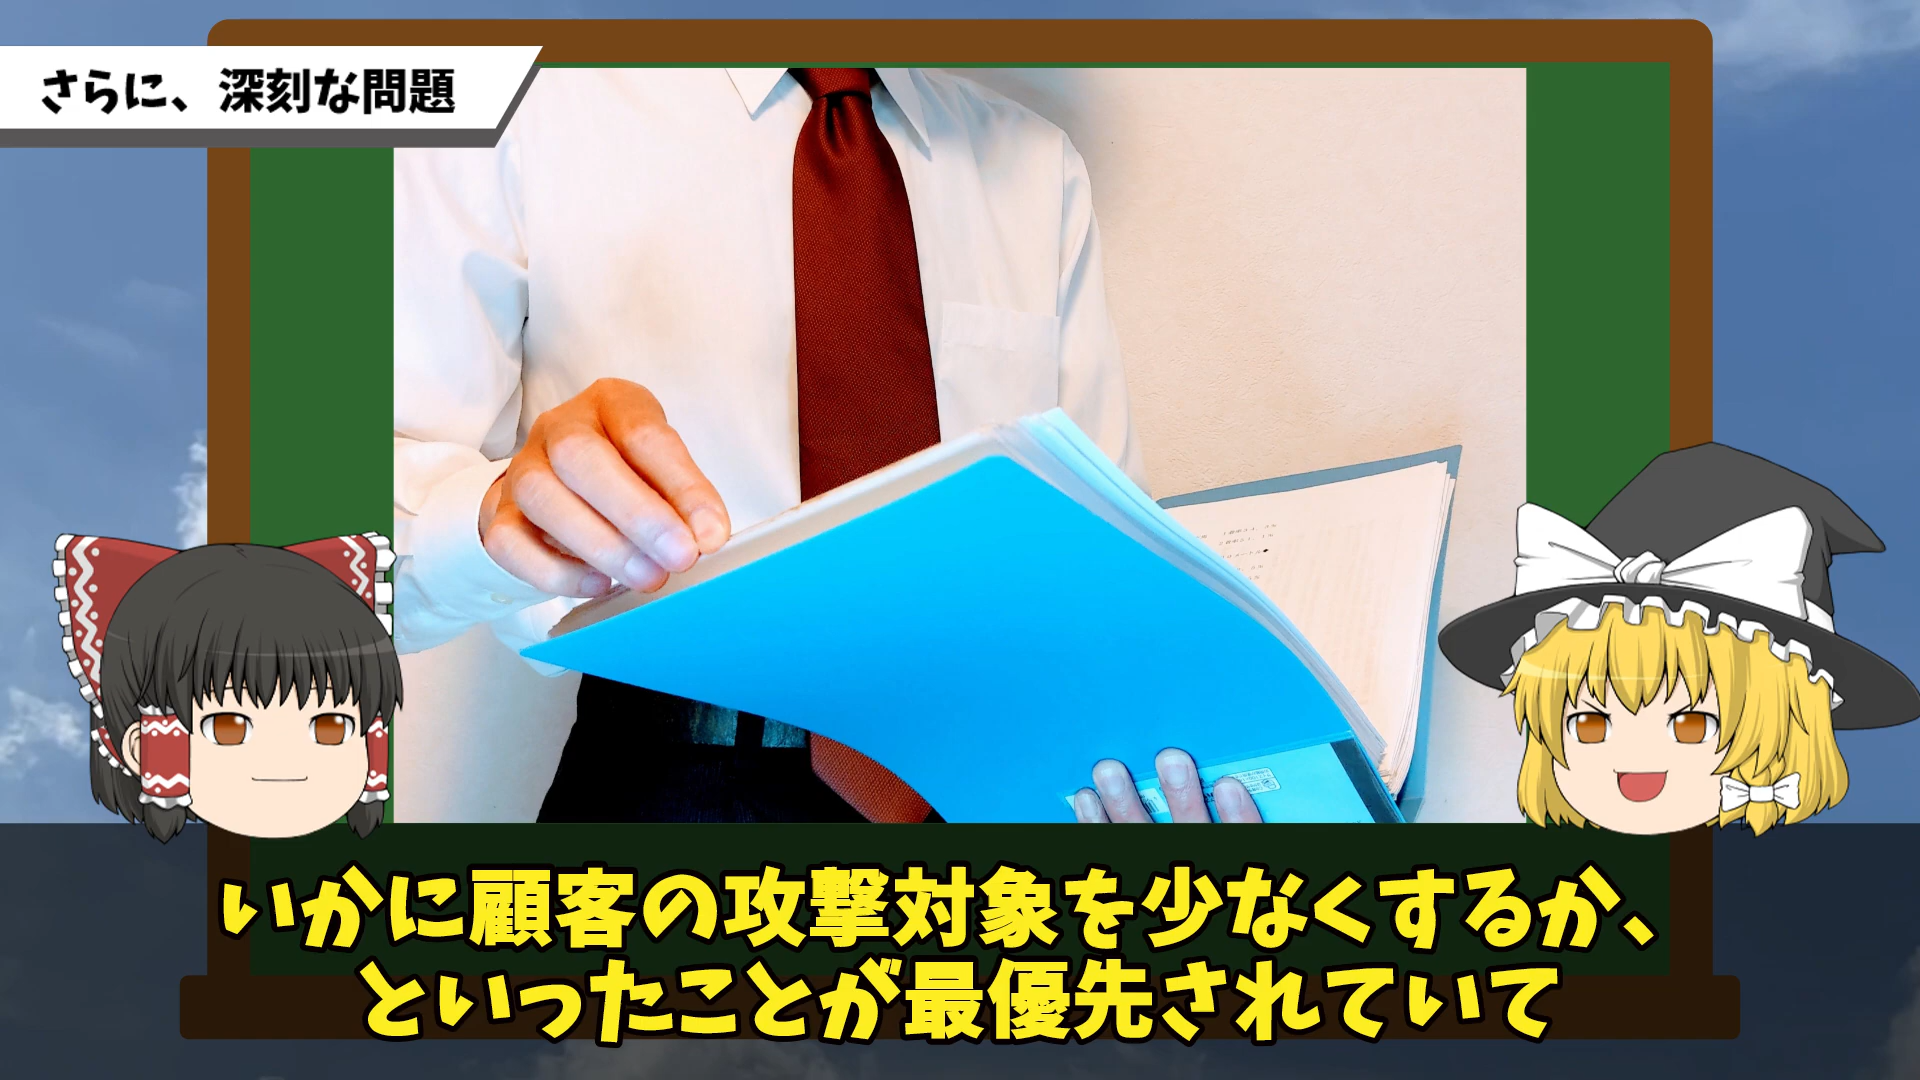 さらに、深刻な問題
いかに顧客の攻撃対象を少なくするか、
といったことが最優先されていて